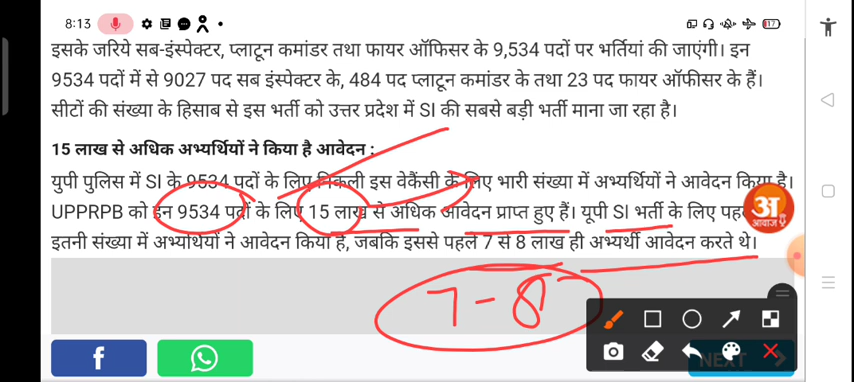 8:13
17
इसके जरिये सब-इंस्पेक्टर, प्लाटून कमांडर तथा फायर ऑफिसर के 9,534 पदों पर भर्तियां की जाएंगी। इन
9534 पदों में से 9027 पद सब इंस्पेक्टर के, 484 पद प्लाटून कमांडर के तथा 23 पद फायर ऑफीसर के हैं।
सीटों की संख्या के हिसाब से इस भर्ती को उत्तर प्रदेश में SI की सबसे बड़ी भर्ती माना जा रहा है।
15 लाख से अधिक अभ्यर्थियों ने किया है आवेदन :
युपी पुलिस में SI के 9534 पदों के लिए निकली इस वेकैंसी के लिए भारी संख्या में अभ्यर्थियों ने आवेदन किया है।
UPPRPB को इन 9534 पदों के लिए 15 लाख से अधिक आवेदन प्राप्त हुए हैं। यूपी SI भर्ती के लिए
इतनी संख्या में अभ्यर्थियों ने आवेदन किया है, जबकि इससे पहले 7 से 8 लाख ही अभ्यर्थी आवेदन करते थे।
अ
आवाज
7 - 8
f
NEXT